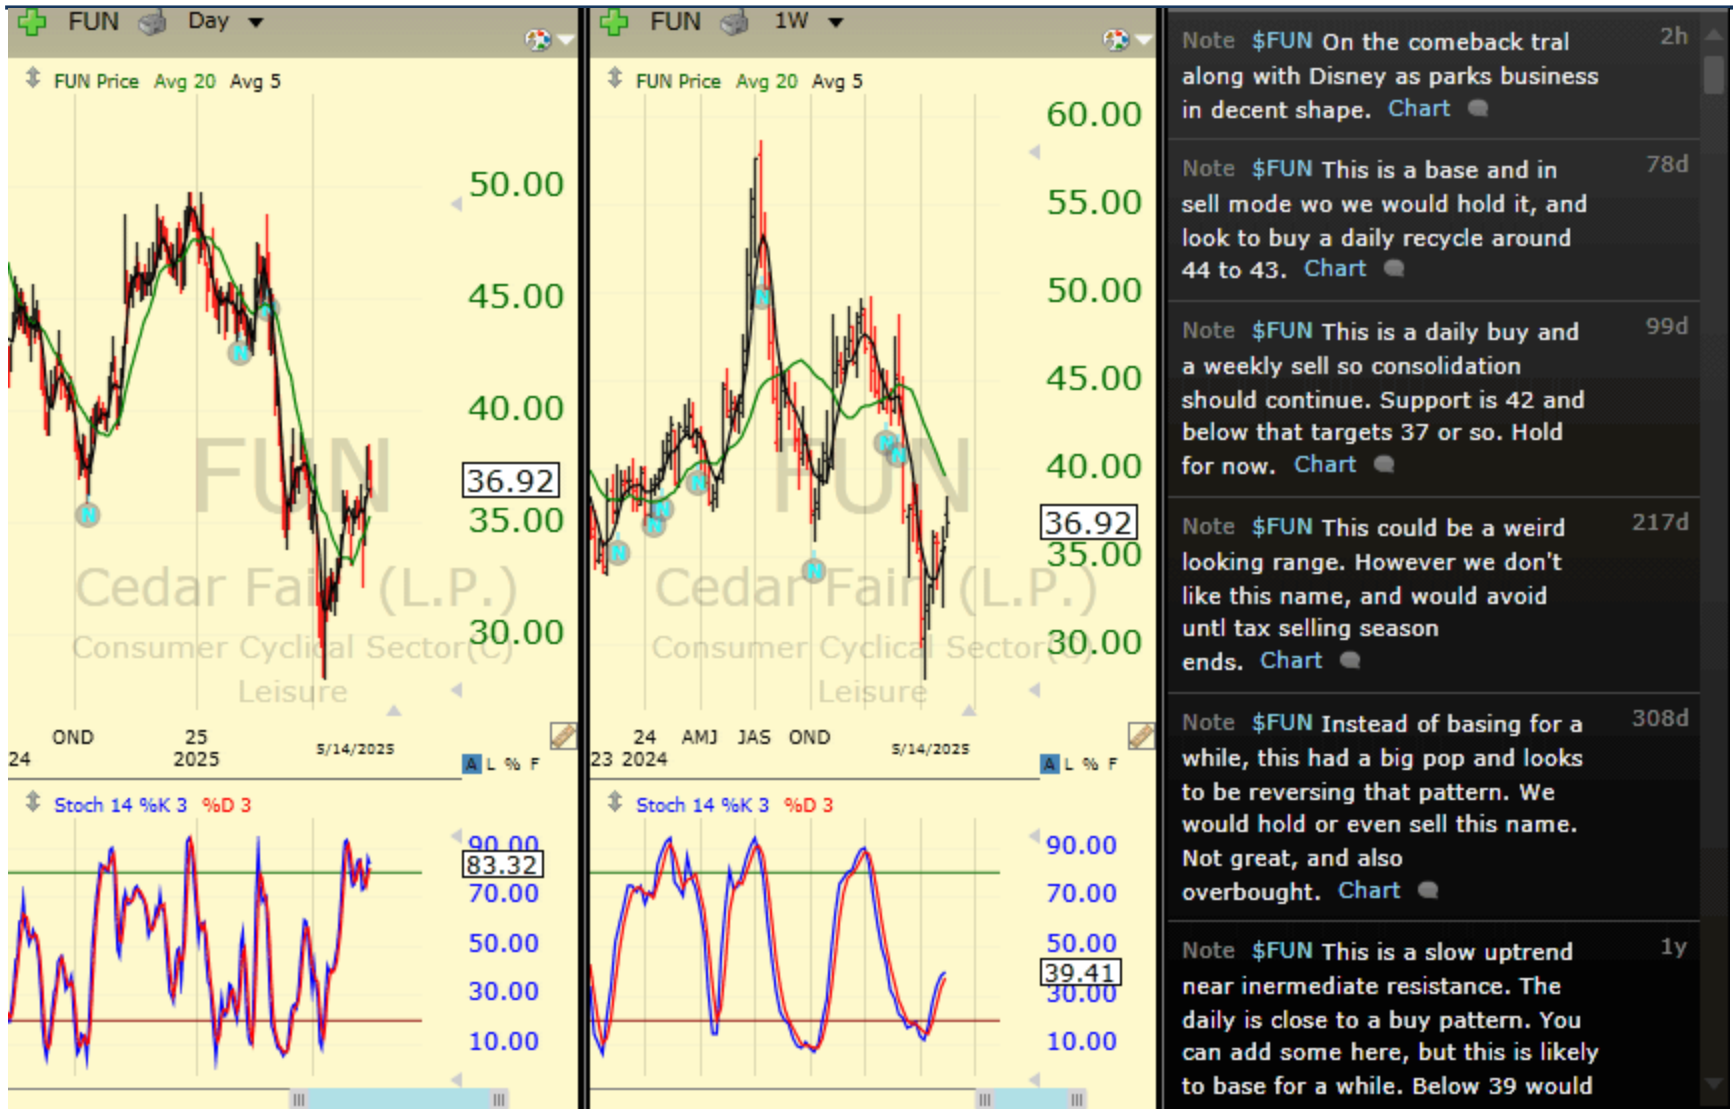 FUN Day
FUN Price Avg 20 Avg 5
50.00
45.00
40.00
36.92
35.00
30.00
FUN
Cedar Fair (L.P.)
Consumer Cyclical Sector(C)
Leisure
N
N
OND 25
24 2025 5/14/2025
A L % F
Stoch 14 %K 3 %D 3
90.00
83.32
70.00
50.00
30.00
10.00
FUN 1W
FUN Price Avg 20 Avg 5
60.00
55.00
50.00
45.00
40.00
36.92
35.00
30.00
FUN
Cedar Fair (L.P.)
Consumer Cyclical Sector(C)
Leisure
N
N
N
N
N
N
N
N
24 AMJ JAS OND
23 2024 5/14/2025
A L % F
Stoch 14 %K 3 %D 3
90.00
70.00
50.00
39.41
30.00
10.00
Note $FUN On the comeback tral 2h
along with Disney as parks business
in decent shape. Chart
Note $FUN This is a base and in 78d
sell mode wo we would hold it, and
look to buy a daily recycle around
44 to 43. Chart
Note $FUN This is a daily buy and 99d
a weekly sell so consolidation
should continue. Support is 42 and
below that targets 37 or so. Hold
for now. Chart
Note $FUN This could be a weird 217d
looking range. However we don't
like this name, and would avoid
untl tax selling season
ends. Chart
Note $FUN Instead of basing for a 308d
while, this had a big pop and looks
to be reversing that pattern. We
would hold or even sell this name.
Not great, and also
overbought. Chart
Note $FUN This is a slow uptrend 1y
near inermediate resistance. The
daily is close to a buy pattern. You
can add some here, but this is likely
to base for a while. Below 39 would